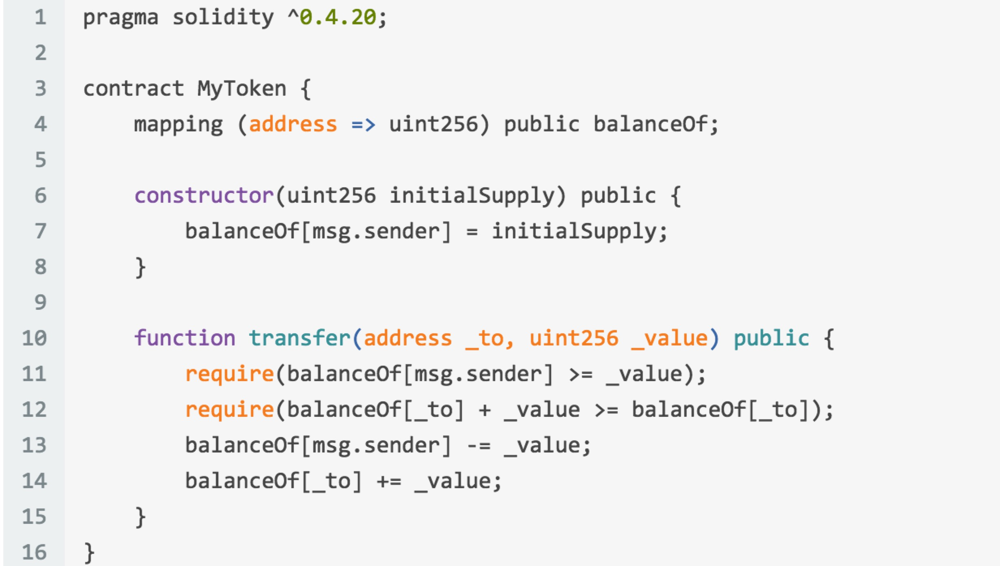 1 pragma solidity ^0.4.20;
2
3 contract MyToken {
4     mapping (address => uint256) public balanceOf;
5
6     constructor(uint256 initialSupply) public {
7         balanceOf[msg.sender] = initialSupply;
8     }
9
10     function transfer(address _to, uint256 _value) public {
11         require(balanceOf[msg.sender] >= _value);
12         require(balanceOf[_to] + _value >= balanceOf[_to]);
13         balanceOf[msg.sender] -= _value;
14         balanceOf[_to] += _value;
15     }
16 }